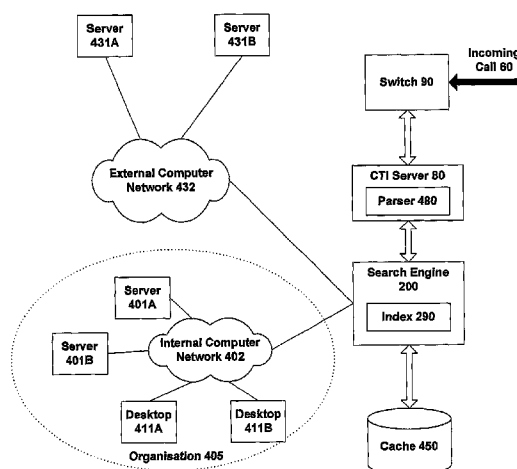 Server
431A
Server
431B
Incoming
Call 60
Switch 90
External Computer
Network 432
CTI Server 80
Parser 480
Search Engine
200
Index 290
Server
401A
Server
401B
Internal Computer
Network 402
Desktop
411A
Desktop
411B
Organisation 405
Cache 450